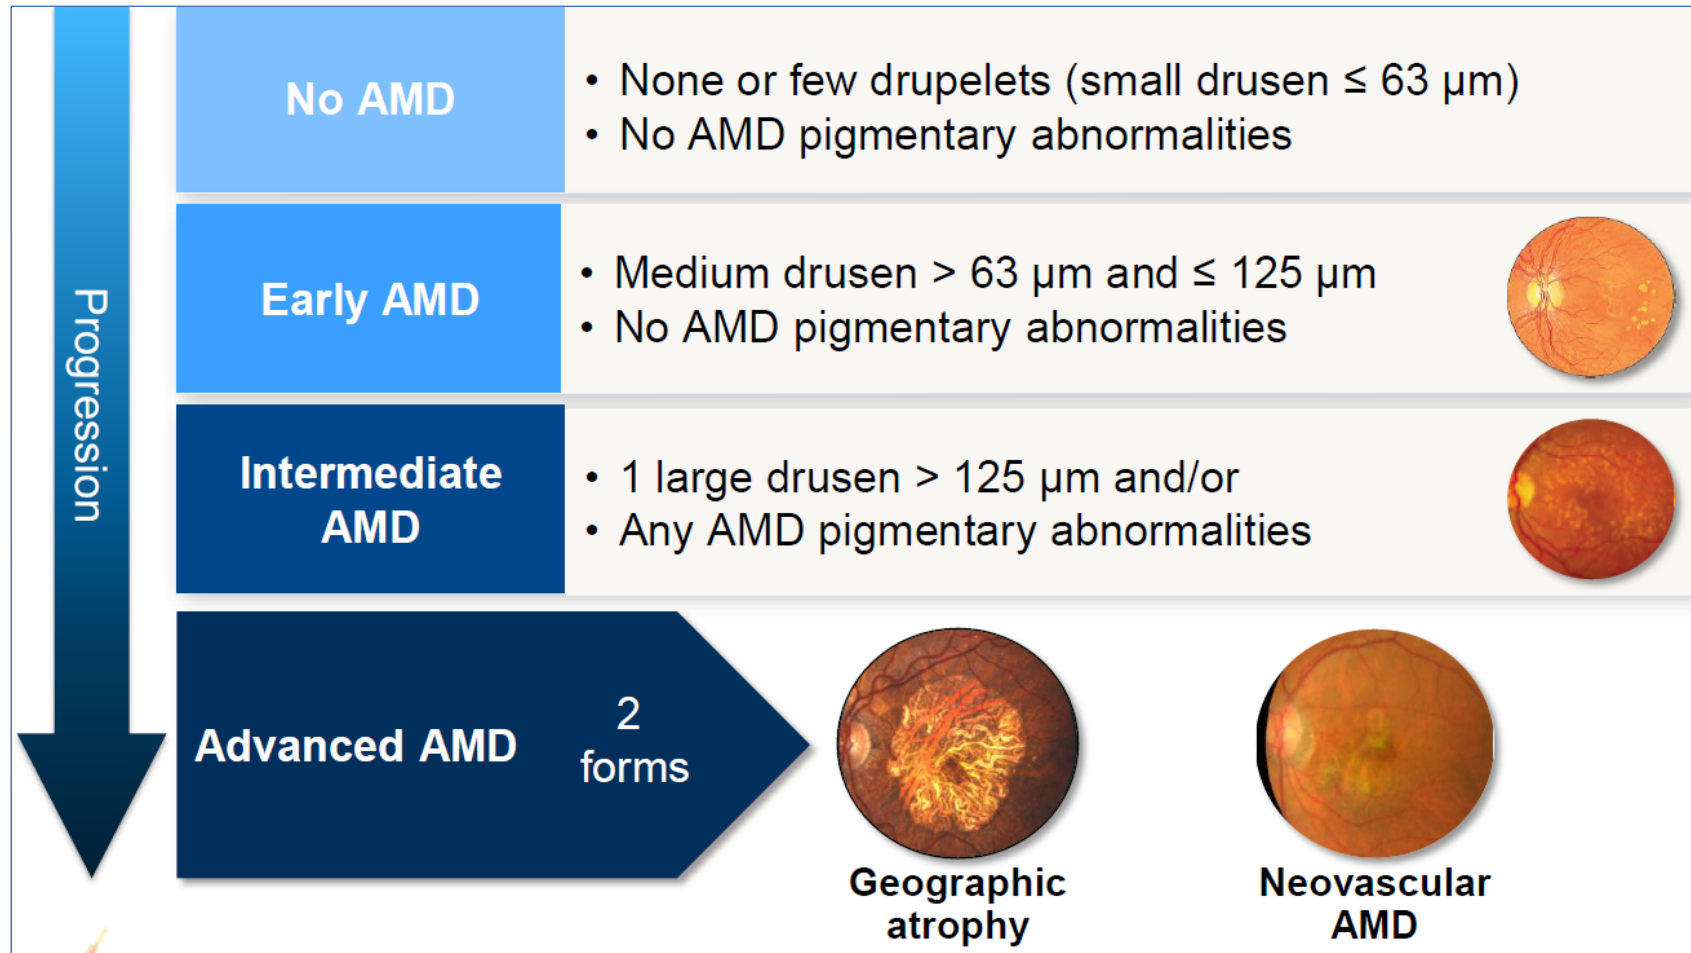 Progression
No AMD
• None or few drupelets (small drusen ≤ 63 µm)
• No AMD pigmentary abnormalities
Early AMD
• Medium drusen > 63 µm and ≤ 125 µm
• No AMD pigmentary abnormalities
Intermediate
AMD
• 1 large drusen > 125 µm and/or
• Any AMD pigmentary abnormalities
Advanced AMD
2
forms
Geographic
atrophy
Neovascular
AMD